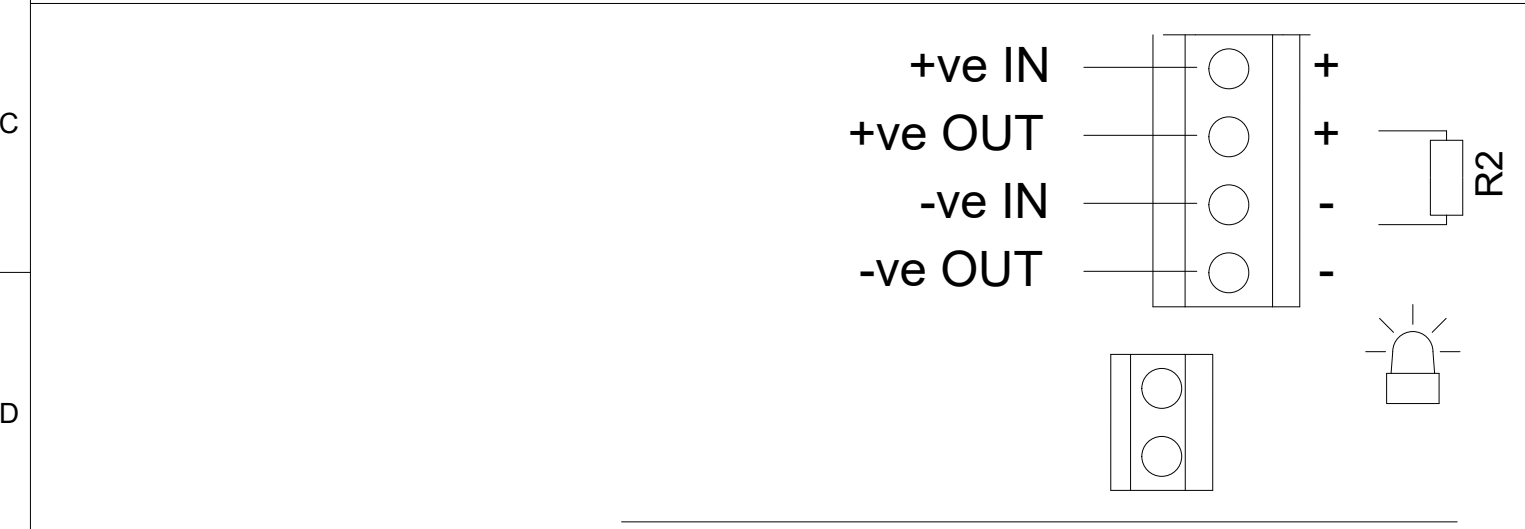 +ve IN +
C +ve OUT + R2
-ve IN -
-ve OUT -
D